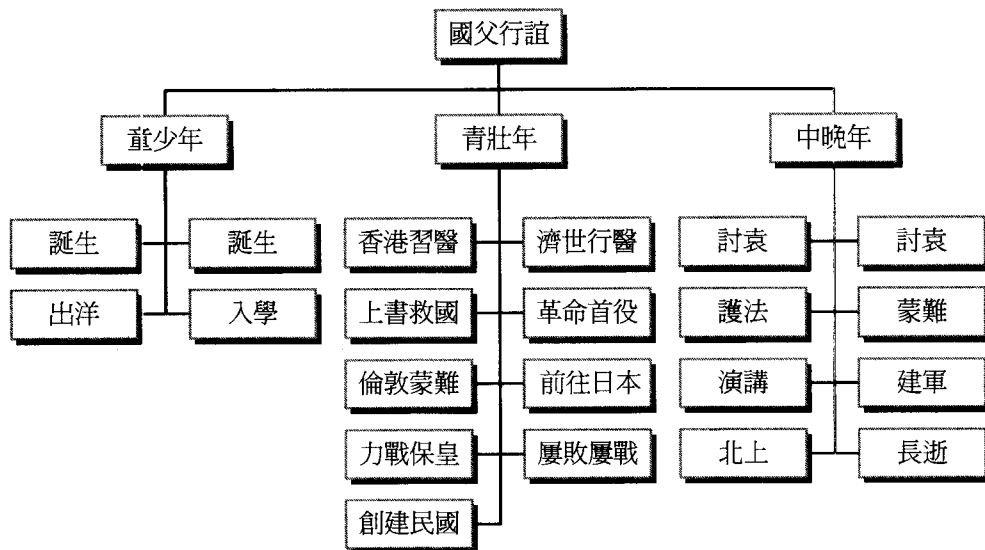 國父行誼
童少年
青壯年
中晚年
誕生
誕生
香港習醫
濟世行醫
討袁
討袁
出洋
入學
上書救國
革命首役
護法
蒙難
倫敦蒙難
前往日本
演講
建軍
力戰保皇
屢敗屢戰
北上
長逝
創建民國